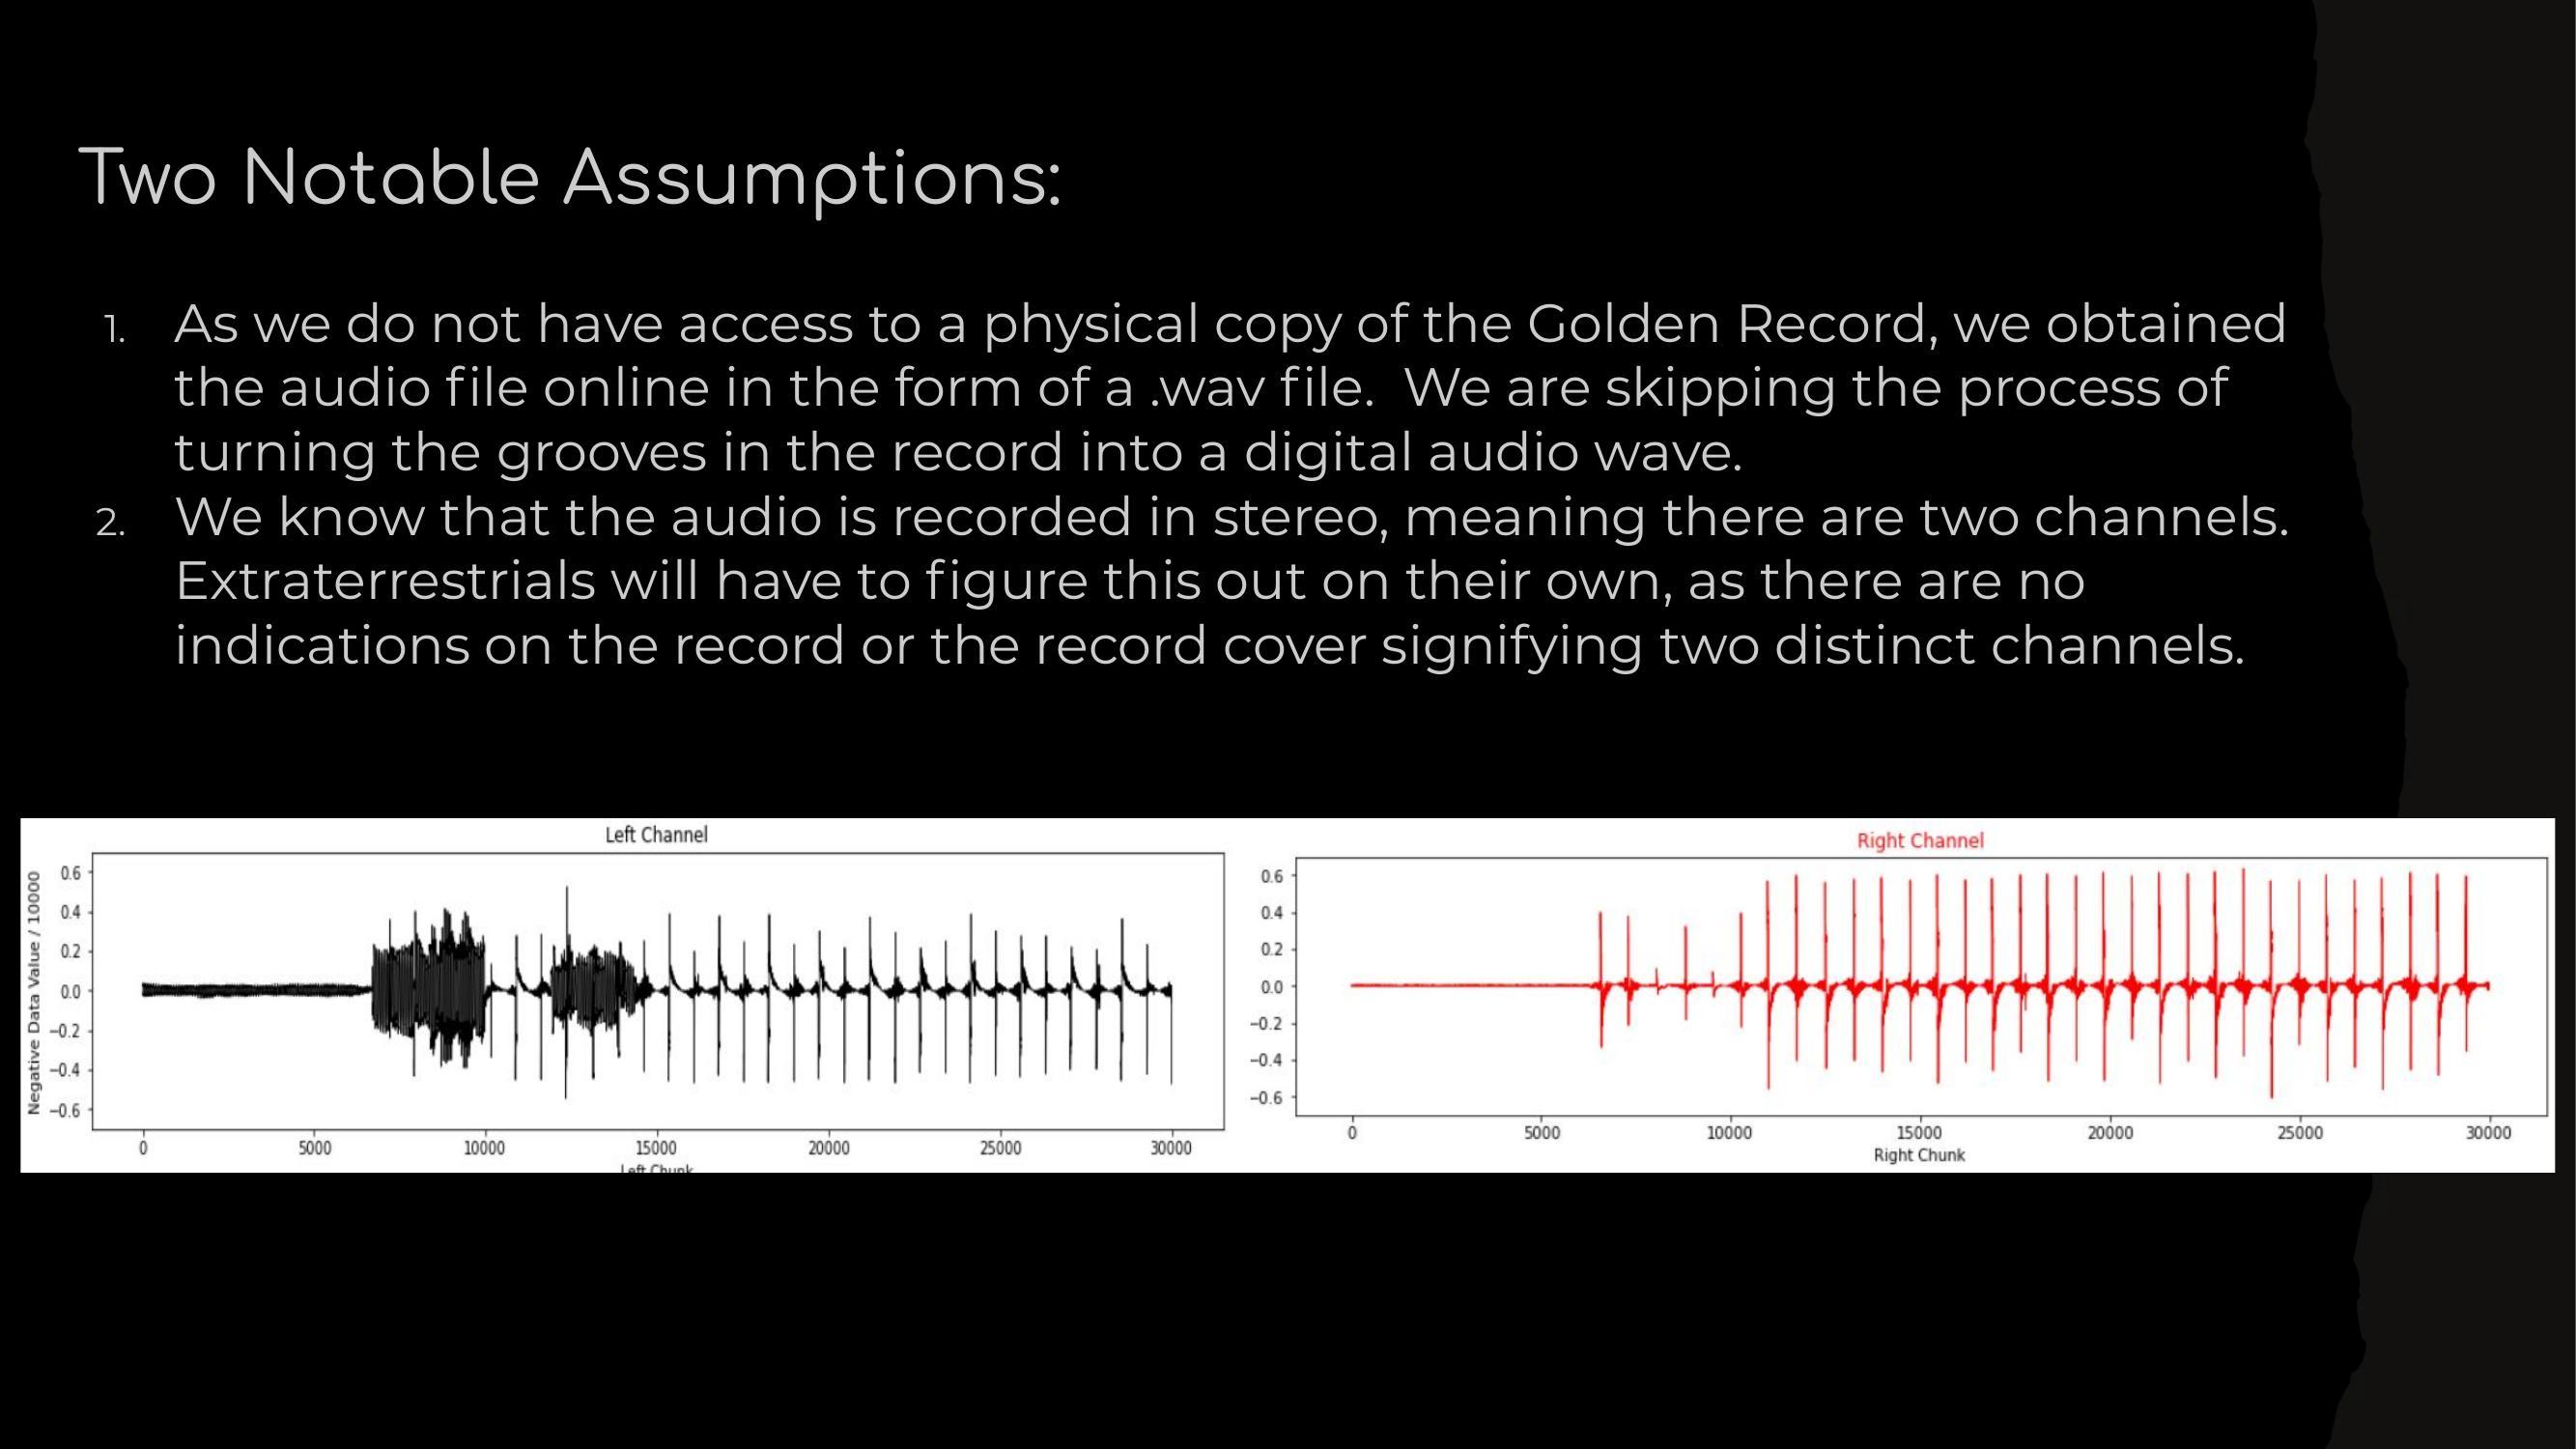 Two Notable Assumptions:
1. As we do not have access to a physical copy of the Golden Record, we obtained
the audio file online in the form of a .wav file.  We are skipping the process of
turning the grooves in the record into a digital audio wave.
2. We know that the audio is recorded in stereo, meaning there are two channels.
Extraterrestrials will have to figure this out on their own, as there are no
indications on the record or the record cover signifying two distinct channels.
Left Channel
Negative Data Value / 10000
0.6
0.4
0.2
0.0
−0.2
−0.4
−0.6
0 5000 10000 15000 20000 25000 30000
Left Chunk
Right Channel
0.6
0.4
0.2
0.0
−0.2
−0.4
−0.6
0 5000 10000 15000 20000 25000 30000
Right Chunk